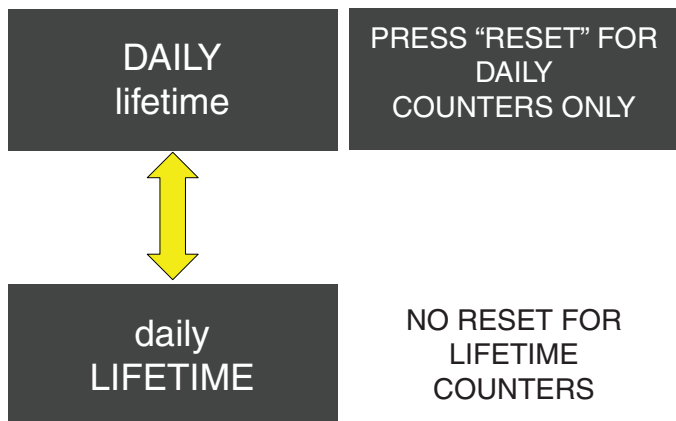 DAILY
lifetime
PRESS “RESET” FOR
DAILY
COUNTERS ONLY
daily
LIFETIME
NO RESET FOR
LIFETIME
COUNTERS